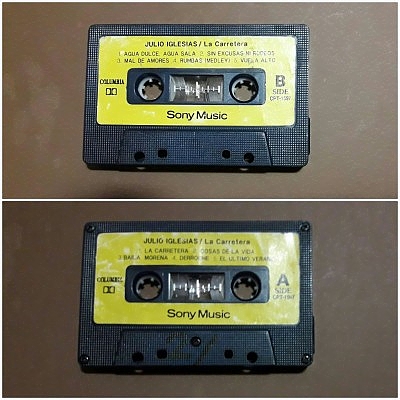 JULIO IGLESIAS / La Carretera
1. AGUA DULCE, AGUA SALA 2. SIN EXCUSAS NI RODEOS
3. MAL DE AMORES 4. RUMBAS (MEDLEY) 5. VUELA ALTO
COLUMBIA
B
SIDE
CPT-1597
Sony Music
JULIO IGLESIAS / La Carretera
LA CARRETERA 2. COSAS DE LA VIDA
3. BAILA MORENA 4. DERROCHE 5. EL ULTIMO VERANO
COLUMBIA
A
SIDE
Sony Music